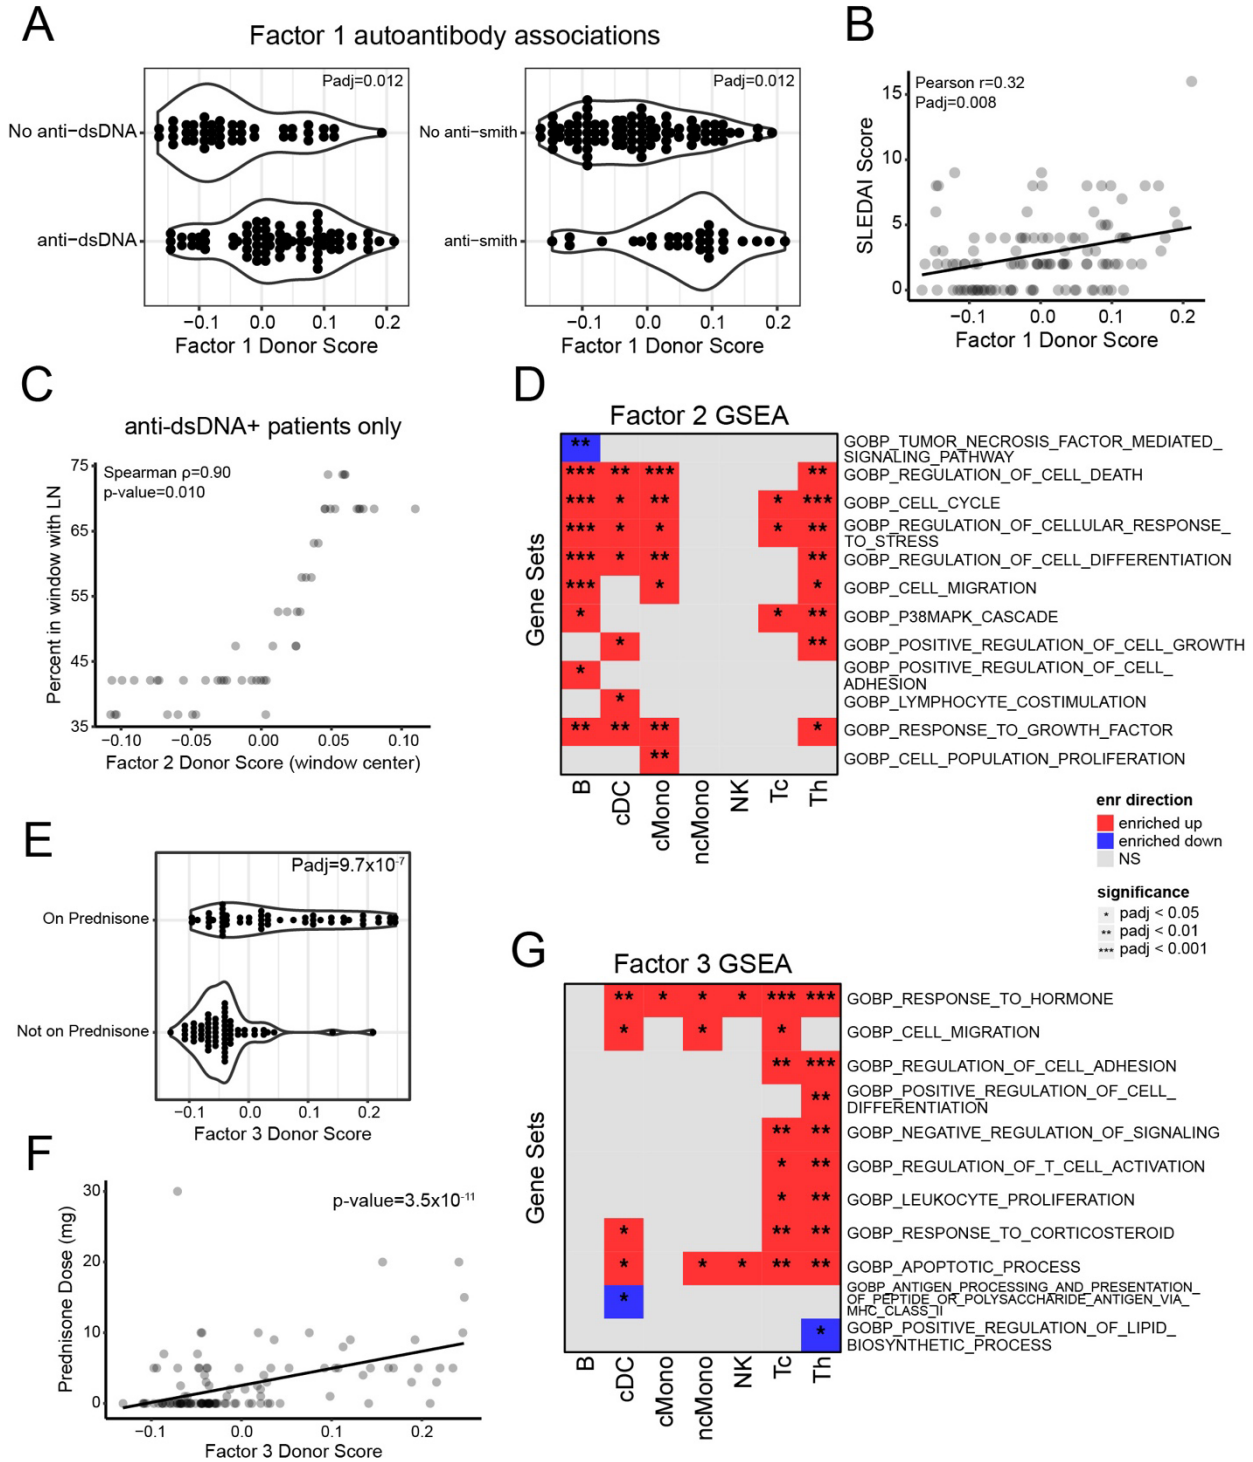 A
Factor 1 autoantibody associations
Padj=0.012
No anti-dsDNA
anti-dsDNA
−0.1 0.0 0.1 0.2
Factor 1 Donor Score
Padj=0.012
No anti-smith
anti-smith
−0.1 0.0 0.1 0.2
Factor 1 Donor Score
B
Pearson r=0.32
Padj=0.008
SLEDAI Score
15
10
5
0
−0.1 0.0 0.1 0.2
Factor 1 Donor Score
C
anti-dsDNA+ patients only
Spearman ρ=0.90
p-value=0.010
Percent in window with LN
75
65
55
45
35
−0.10 −0.05 0.00 0.05 0.10
Factor 2 Donor Score (window center)
D
Factor 2 GSEA
Gene Sets
** GOBP_TUMOR_NECROSIS_FACTOR_MEDIATED_
SIGNALING_PATHWAY
*** ** *** ** GOBP_REGULATION_OF_CELL_DEATH
*** * ** * *** GOBP_CELL_CYCLE
*** * * * ** GOBP_REGULATION_OF_CELLULAR_RESPONSE_
TO_STRESS
*** * ** ** GOBP_REGULATION_OF_CELL_DIFFERENTIATION
*** * * GOBP_CELL_MIGRATION
* * ** GOBP_P38MAPK_CASCADE
* ** GOBP_POSITIVE_REGULATION_OF_CELL_GROWTH
* GOBP_POSITIVE_REGULATION_OF_CELL_
ADHESION
* GOBP_LYMPHOCYTE_COSTIMULATION
** ** ** * GOBP_RESPONSE_TO_GROWTH_FACTOR
** GOBP_CELL_POPULATION_PROLIFERATION
B cDC cMono ncMono NK Tc Th
enr direction
enriched up
enriched down
NS
significance
* padj < 0.05
** padj < 0.01
*** padj < 0.001
E
Padj=9.7x10⁻⁷
On Prednisone
Not on Prednisone
−0.1 0.0 0.1 0.2
Factor 3 Donor Score
F
p-value=3.5x10⁻¹¹
Prednisone Dose (mg)
30
20
10
0
−0.1 0.0 0.1 0.2
Factor 3 Donor Score
G
Factor 3 GSEA
Gene Sets
** * * * *** *** GOBP_RESPONSE_TO_HORMONE
* * * GOBP_CELL_MIGRATION
** *** GOBP_REGULATION_OF_CELL_ADHESION
** GOBP_POSITIVE_REGULATION_OF_CELL_
DIFFERENTIATION
** ** GOBP_NEGATIVE_REGULATION_OF_SIGNALING
* ** GOBP_REGULATION_OF_T_CELL_ACTIVATION
* ** GOBP_LEUKOCYTE_PROLIFERATION
* ** ** GOBP_RESPONSE_TO_CORTICOSTEROID
* * * ** ** GOBP_APOPTOTIC_PROCESS
* GOBP_ANTIGEN_PROCESSING_AND_PRESENTATION_
OF_PEPTIDE_OR_POLYSACCHARIDE_ANTIGEN_VIA_
MHC_CLASS_II
* GOBP_POSITIVE_REGULATION_OF_LIPID_
BIOSYNTHETIC_PROCESS
B cDC cMono ncMono NK Tc Th